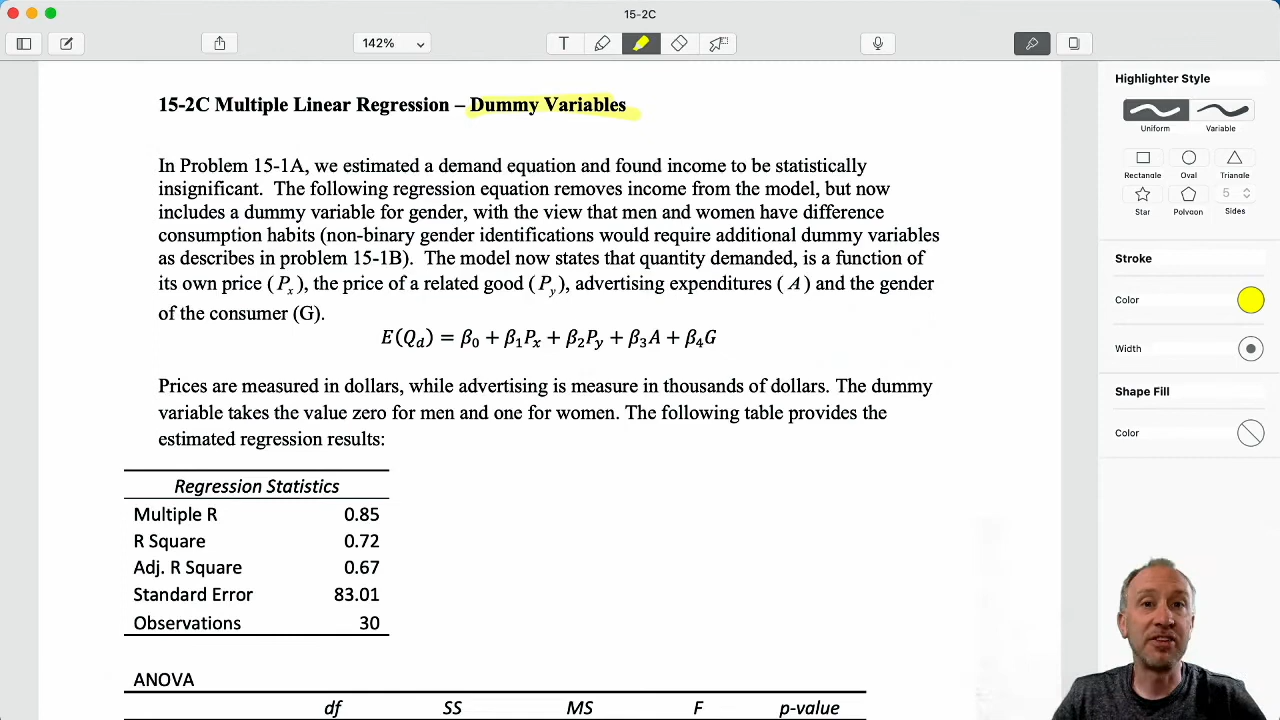 15-2C
142%
T
15-2C Multiple Linear Regression – Dummy Variables
In Problem 15-1A, we estimated a demand equation and found income to be statistically
insignificant. The following regression equation removes income from the model, but now
includes a dummy variable for gender, with the view that men and women have difference
consumption habits (non-binary gender identifications would require additional dummy variables
as describes in problem 15-1B). The model now states that quantity demanded, is a function of
its own price (Pₓ), the price of a related good (P_y), advertising expenditures (A) and the gender
of the consumer (G).
E(Q_d) = β₀ + β₁Pₓ + β₂P_y + β₃A + β₄G
Prices are measured in dollars, while advertising is measure in thousands of dollars. The dummy
variable takes the value zero for men and one for women. The following table provides the
estimated regression results:
Regression Statistics
Multiple R 0.85
R Square 0.72
Adj. R Square 0.67
Standard Error 83.01
Observations 30
ANOVA
df SS MS F p-value
Highlighter Style
Uniform Variable
Rectangle Oval Triangle
5
Star Polygon Sides
Stroke
Color
Width
Shape Fill
Color